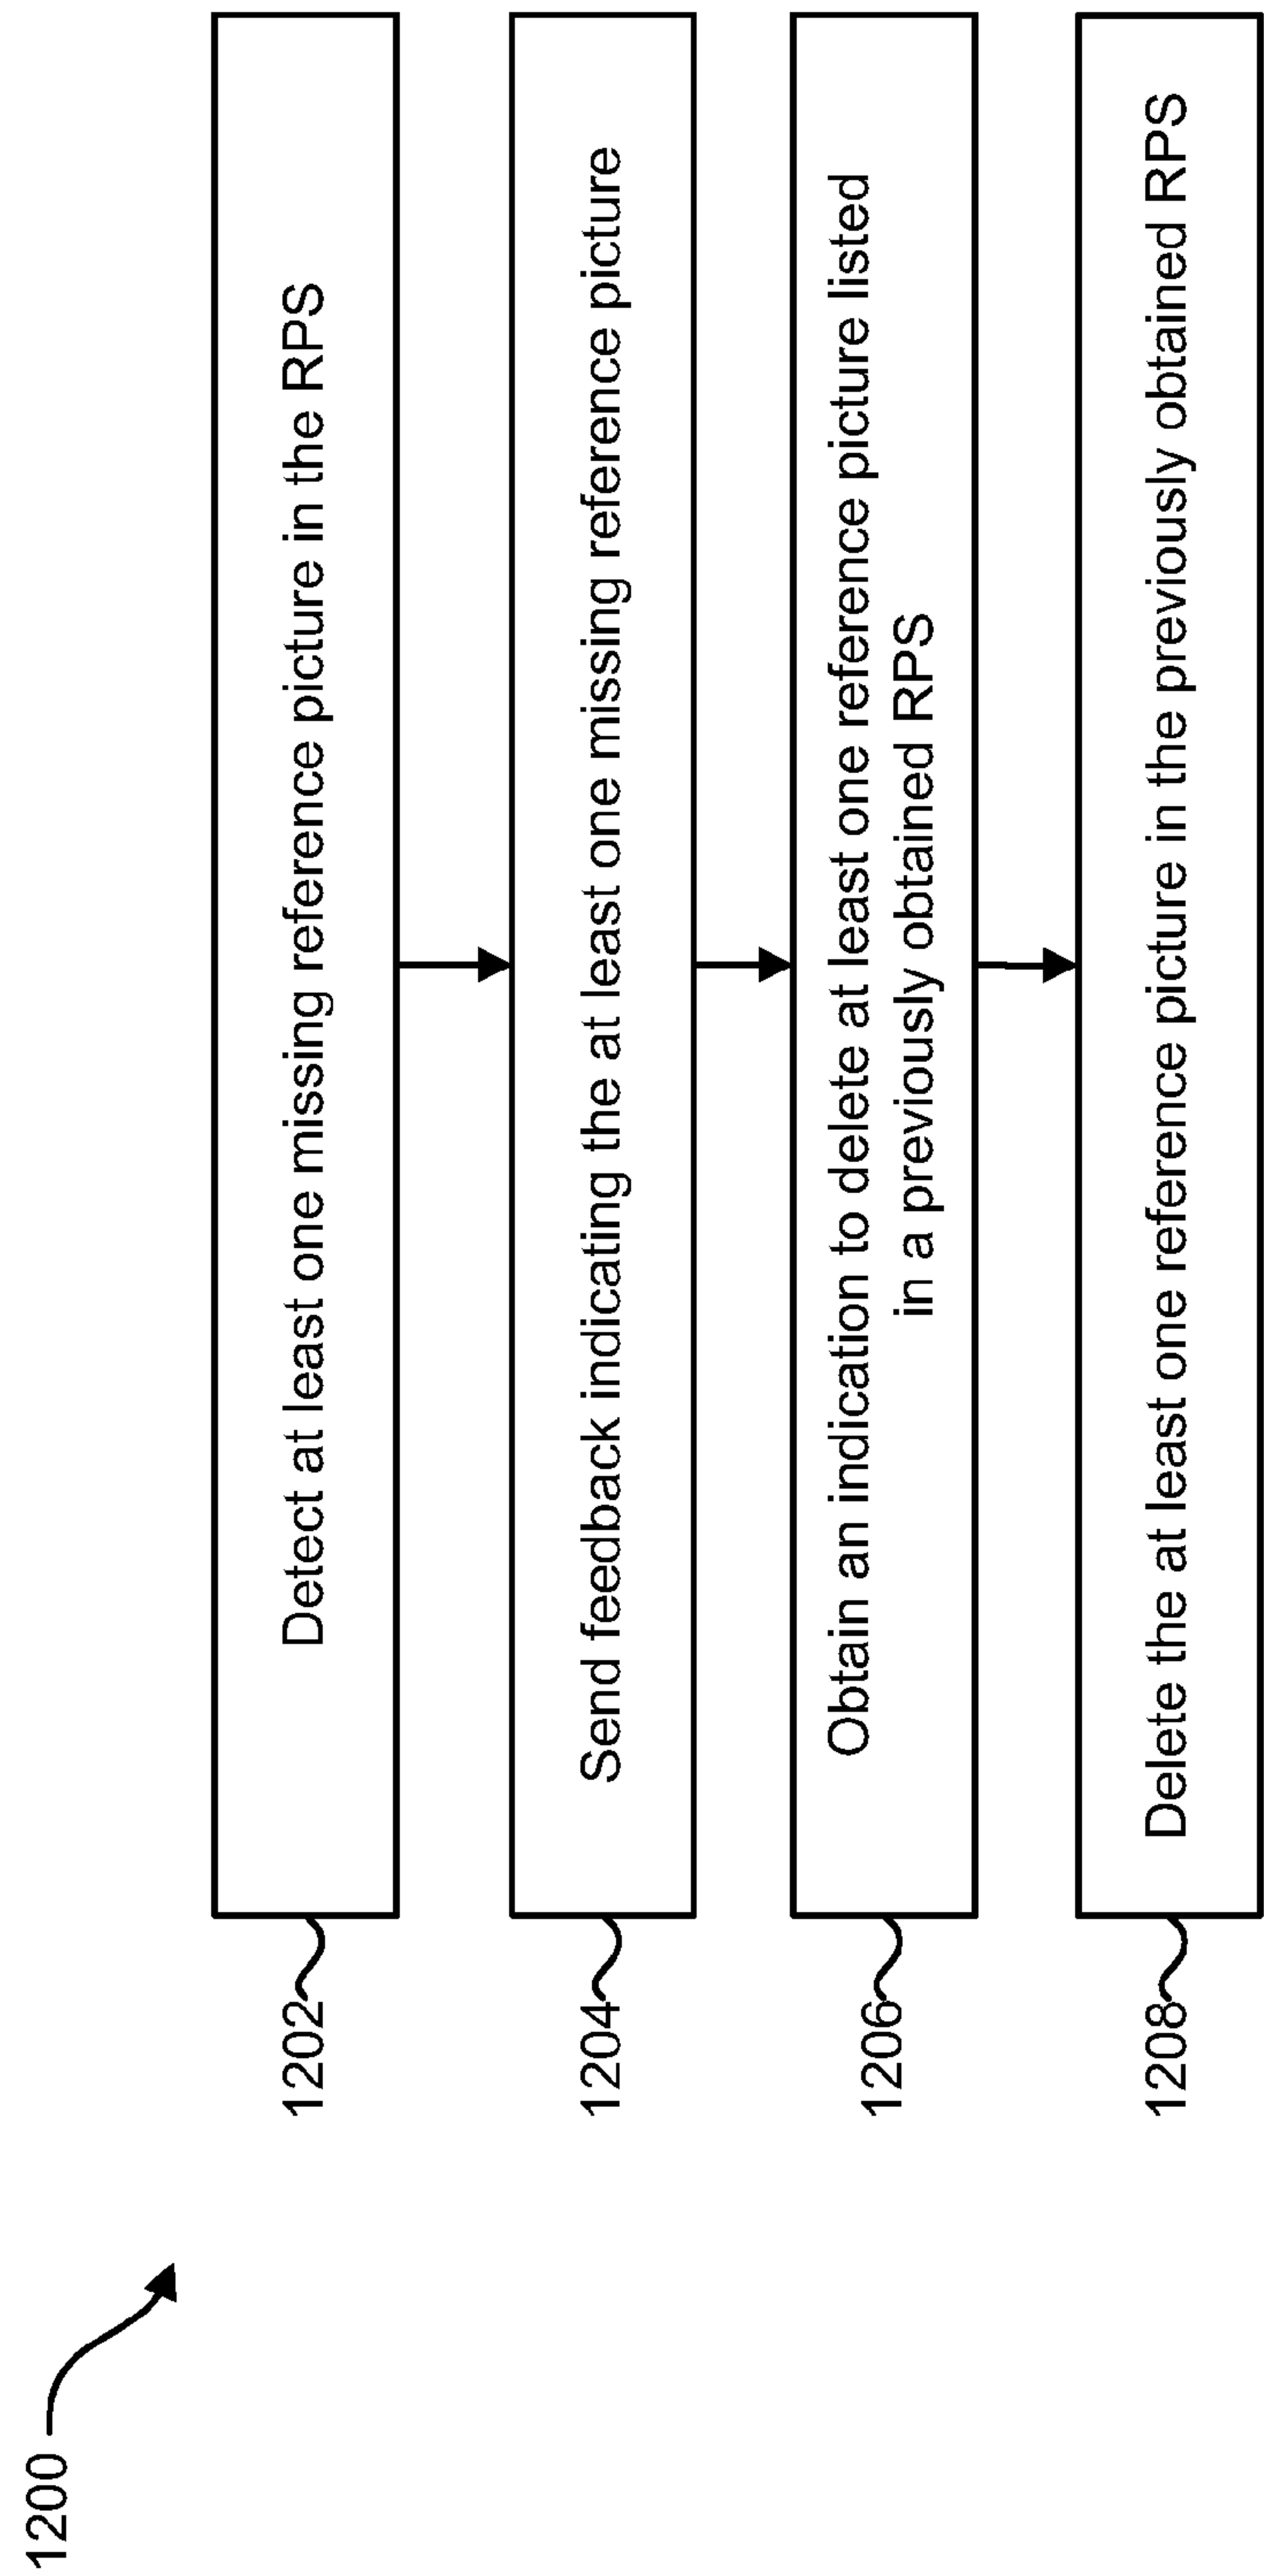 1200
1202
Detect at least one missing reference picture in the RPS
1204
Send feedback indicating the at least one missing reference picture
1206
Obtain an indication to delete at least one reference picture listed
in a previously obtained RPS
1208
Delete the at least one reference picture in the previously obtained RPS